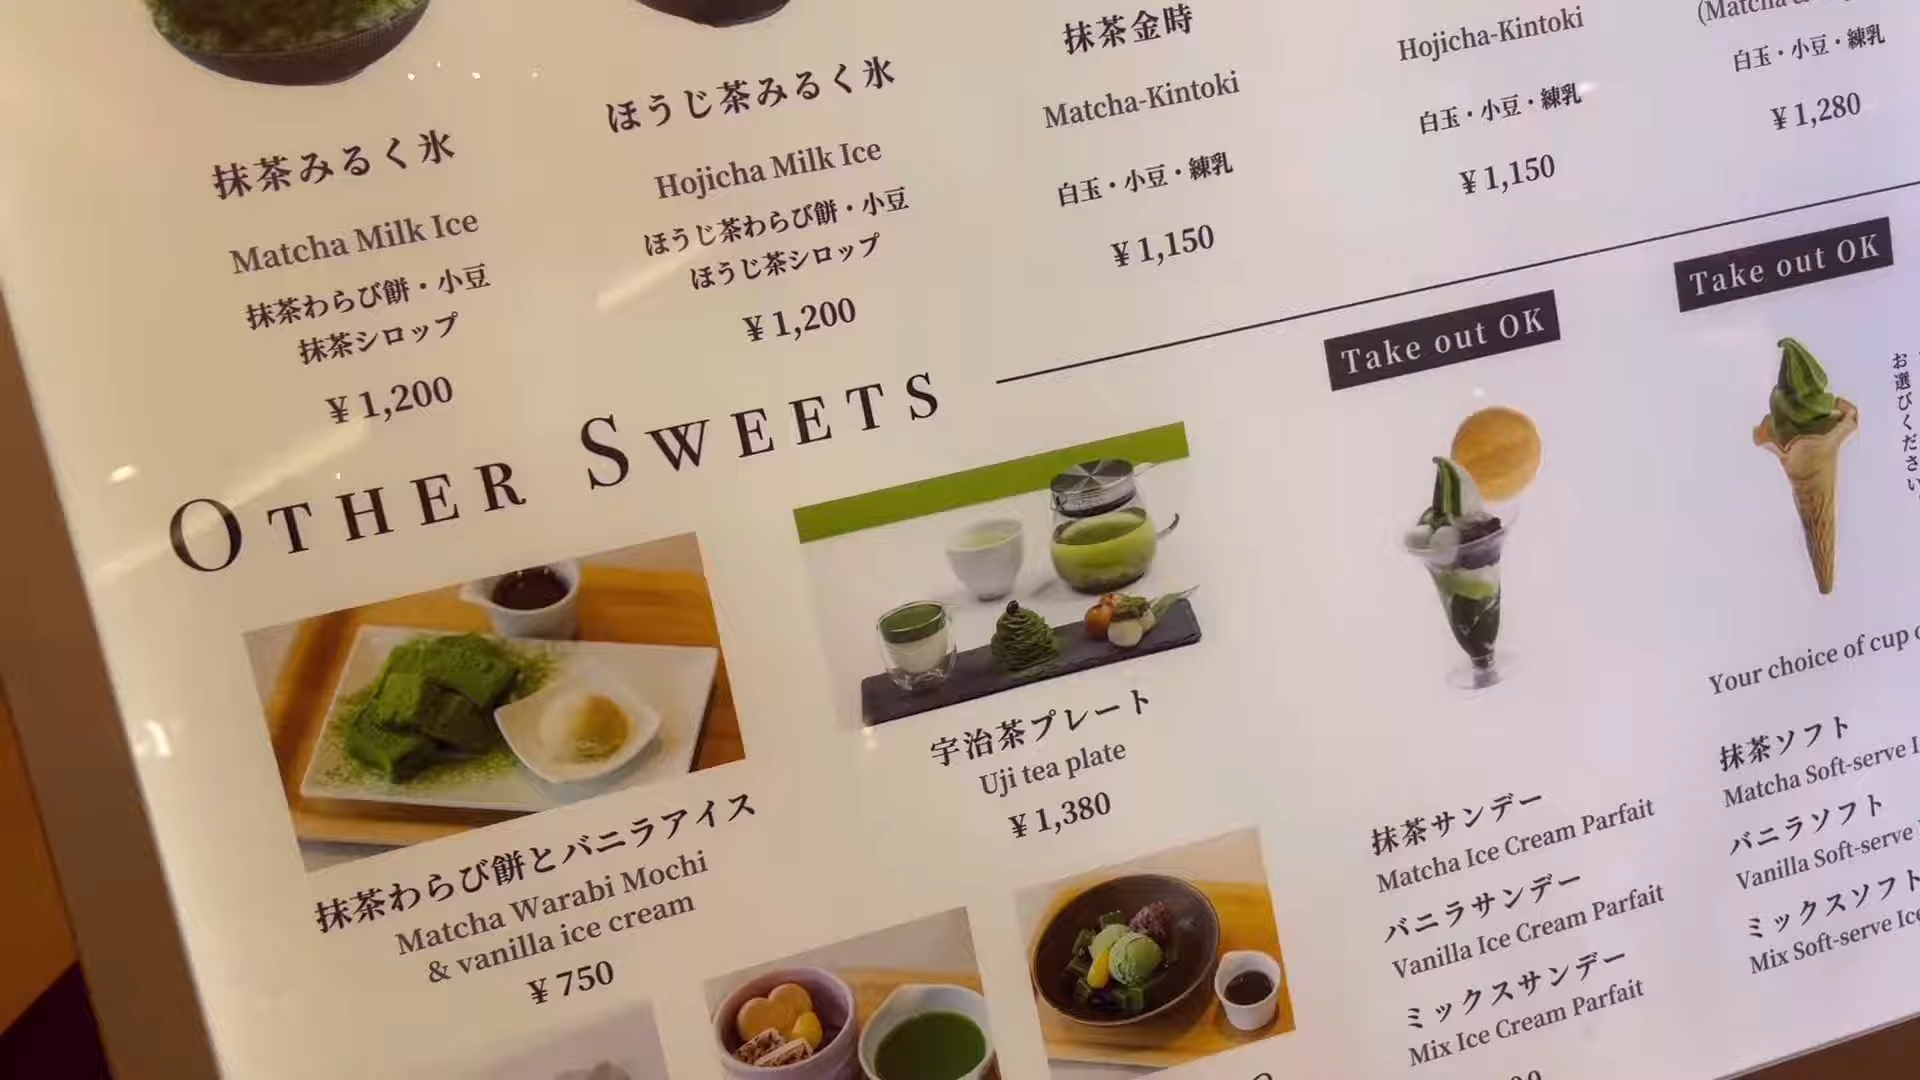 抹茶みるく氷
Matcha Milk Ice
抹茶わらび餅・小豆
抹茶シロップ
¥1,200
ほうじ茶みるく氷
Hojicha Milk Ice
ほうじ茶わらび餅・小豆
ほうじ茶シロップ
¥1,200
抹茶金時
Matcha-Kintoki
白玉・小豆・練乳
¥1,150
Hojicha-Kintoki
白玉・小豆・練乳
¥1,150
(Matcha
白玉・小豆・練乳
¥1,280
OTHER SWEETS
抹茶わらび餅とバニラアイス
Matcha Warabi Mochi
& vanilla ice cream
¥750
宇治茶プレート
Uji tea plate
¥1,380
Take out OK
抹茶サンデー
Matcha Ice Cream Parfait
バニラサンデー
Vanilla Ice Cream Parfait
ミックスサンデー
Mix Ice Cream Parfait
Take out OK
お選びください
Your choice of cup
抹茶ソフト
Matcha Soft-serve
バニラソフト
Vanilla Soft-serve
ミックスソフト
Mix Soft-serve